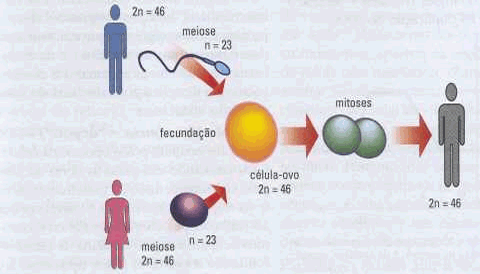 2n = 46
meiose
n = 23
fecundação
mitoses
célula-ovo
2n = 46
2n = 46
n = 23
meiose
2n = 46